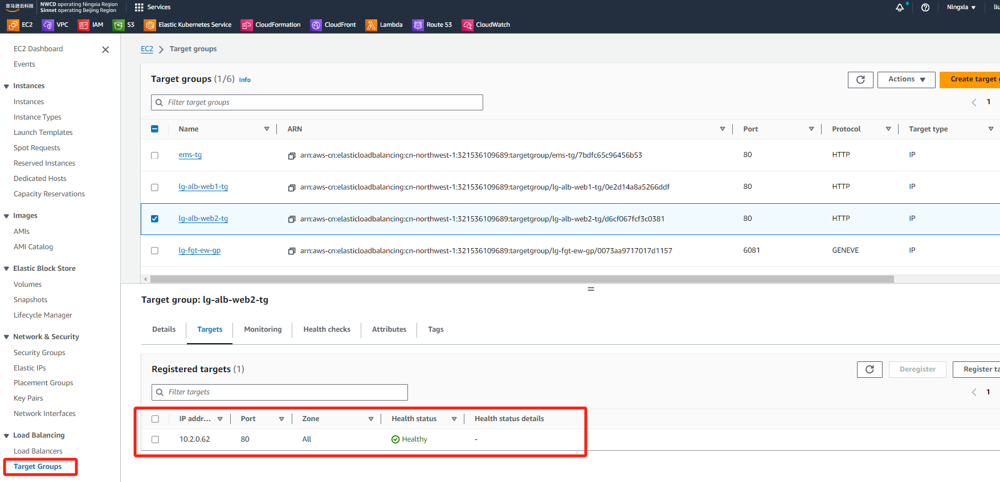 亚马逊云科技
NWCD operating Ningxia Region
Sinnet operating Beijing Region
Services
Ningxia
EC2 VPC IAM S3 Elastic Kubernetes Service CloudFormation CloudFront Lambda Route 53 CloudWatch
EC2 Dashboard
Events
Instances
Instances
Instance Types
Launch Templates
Spot Requests
Reserved Instances
Dedicated Hosts
Capacity Reservations
Images
AMIs
AMI Catalog
Elastic Block Store
Volumes
Snapshots
Lifecycle Manager
Network & Security
Security Groups
Elastic IPs
Placement Groups
Key Pairs
Network Interfaces
Load Balancing
Load Balancers
Target Groups
EC2 Target groups
Target groups (1/6) Info
Actions
Create target
Filter target groups
1
Name ARN Port Protocol Target type
ems-tg arn:aws-cn:elasticloadbalancing:cn-northwest-1:321536109689:targetgroup/ems-tg/7bdfc65c96456b53 80 HTTP IP
lg-alb-web1-tg arn:aws-cn:elasticloadbalancing:cn-northwest-1:321536109689:targetgroup/lg-alb-web1-tg/0e2d14a8a5266ddf 80 HTTP IP
lg-alb-web2-tg arn:aws-cn:elasticloadbalancing:cn-northwest-1:321536109689:targetgroup/lg-alb-web2-tg/d6cf067fcf3c0381 80 HTTP IP
lg-fgt-ew-gp arn:aws-cn:elasticloadbalancing:cn-northwest-1:321536109689:targetgroup/lg-fgt-ew-gp/0073aa9717017d1157 6081 GENEVE IP
Target group: lg-alb-web2-tg
Details Targets Monitoring Health checks Attributes Tags
Registered targets (1)
Deregister
Register ta
Filter targets
1
IP addr... Port Zone Health status Health status details
10.2.0.62 80 All Healthy -